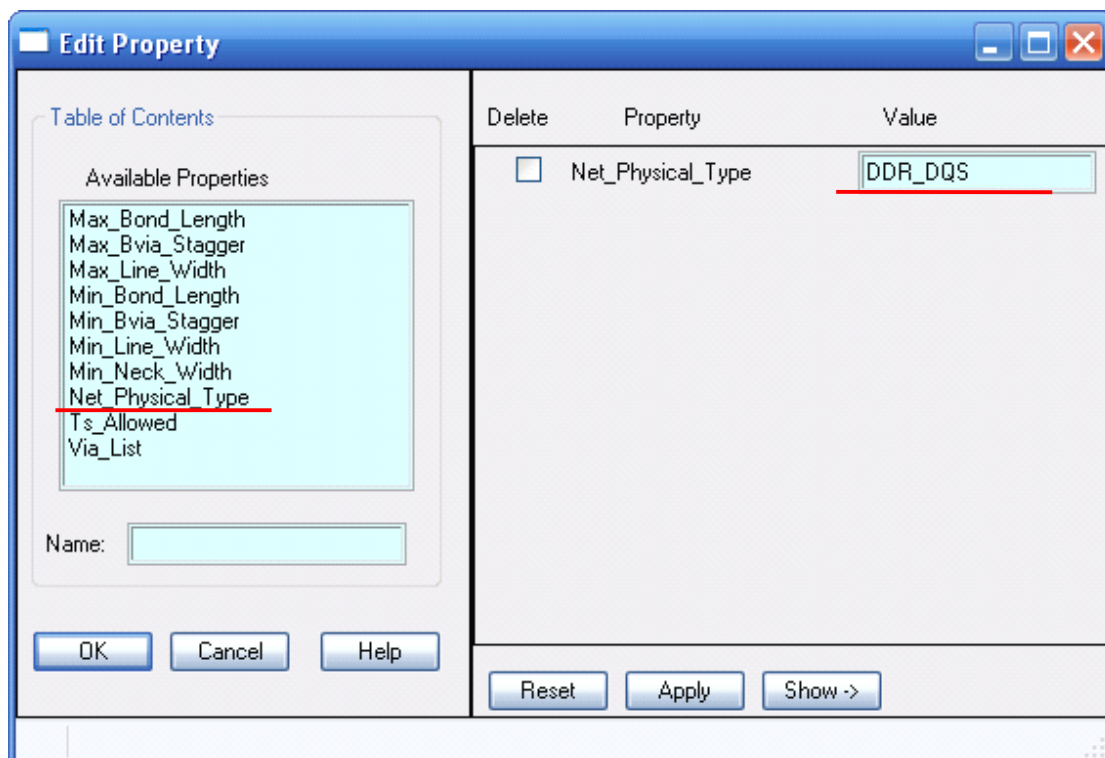 Edit Property
Table of Contents
Available Properties
Max_Bond_Length
Max_Bvia_Stagger
Max_Line_Width
Min_Bond_Length
Min_Bvia_Stagger
Min_Line_Width
Min_Neck_Width
Net_Physical_Type
Ts_Allowed
Via_List
Name:
OK Cancel Help
Delete Property Value
Net_Physical_Type DDR_DQS
Reset Apply Show ->